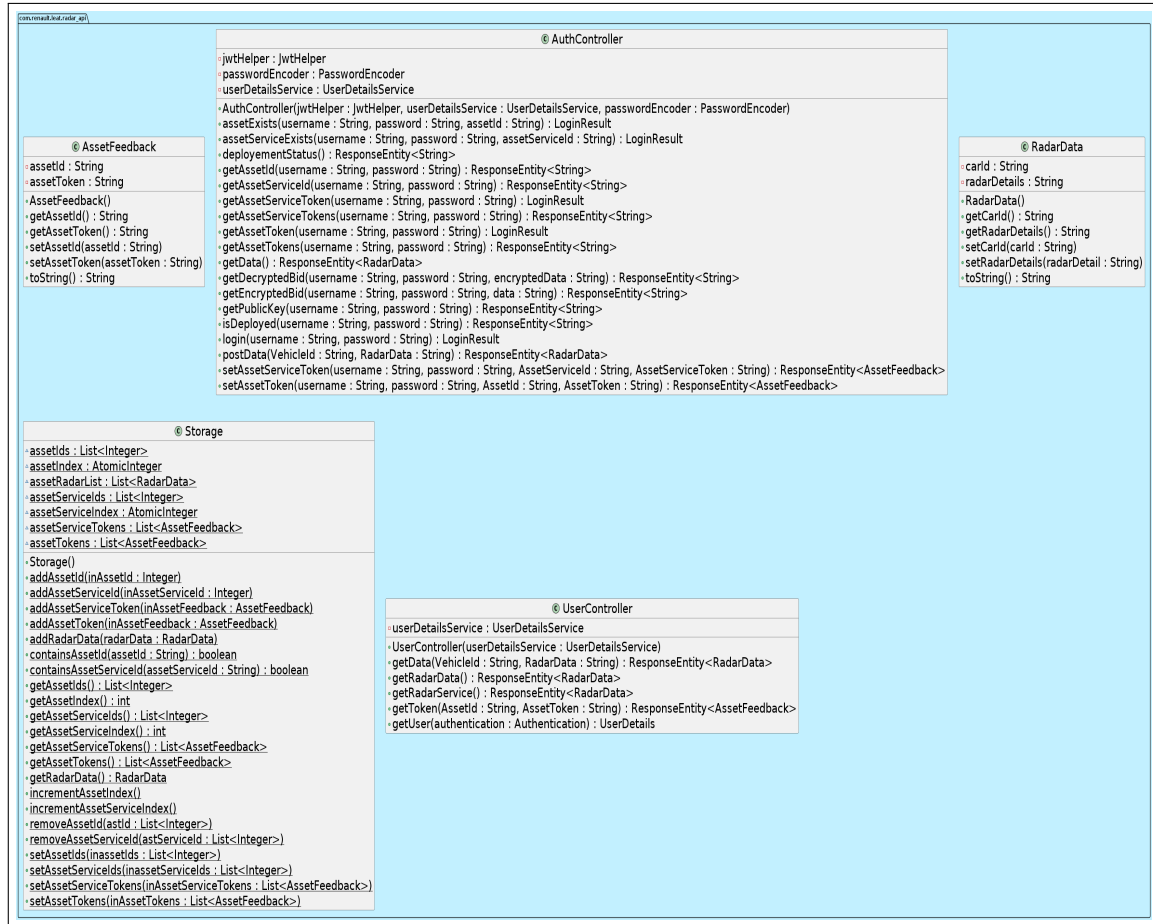 com.renault.leat.radar_api
AuthController
jwtHelper : JwtHelper
passwordEncoder : PasswordEncoder
userDetailsService : UserDetailsService
AuthController(jwtHelper : JwtHelper, userDetailsService : UserDetailsService, passwordEncoder : PasswordEncoder)
assetExists(username : String, password : String, assetId : String) : LoginResult
assetServiceExists(username : String, password : String, assetServiceId : String) : LoginResult
deployementStatus() : ResponseEntity<String>
getAssetId(username : String, password : String) : ResponseEntity<String>
getAssetServiceId(username : String, password : String) : ResponseEntity<String>
getAssetServiceToken(username : String, password : String) : LoginResult
getAssetServiceTokens(username : String, password : String) : ResponseEntity<String>
getAssetToken(username : String, password : String) : LoginResult
getAssetTokens(username : String, password : String) : ResponseEntity<String>
getData() : ResponseEntity<RadarData>
getDecryptedBid(username : String, password : String, encryptedData : String) : ResponseEntity<String>
getEncryptedBid(username : String, password : String, data : String) : ResponseEntity<String>
getPublicKey(username : String, password : String) : ResponseEntity<String>
isDeployed(username : String, password : String) : ResponseEntity<String>
login(username : String, password : String) : LoginResult
postData(VehicleId : String, RadarData : String) : ResponseEntity<RadarData>
setAssetServiceToken(username : String, password : String, AssetServiceId : String, AssetServiceToken : String) : ResponseEntity<AssetFeedback>
setAssetToken(username : String, password : String, AssetId : String, AssetToken : String) : ResponseEntity<AssetFeedback>
AssetFeedback
assetId : String
assetToken : String
AssetFeedback()
getAssetId() : String
getAssetToken() : String
setAssetId(assetId : String)
setAssetToken(assetToken : String)
toString() : String
RadarData
carId : String
radarDetails : String
RadarData()
getCarId() : String
getRadarDetails() : String
setCarId(carId : String)
setRadarDetails(radarDetail : String)
toString() : String
Storage
assetIds : List<Integer>
assetIndex : AtomicInteger
assetRadarList : List<RadarData>
assetServiceIds : List<Integer>
assetServiceIndex : AtomicInteger
assetServiceTokens : List<AssetFeedback>
assetTokens : List<AssetFeedback>
Storage()
addAssetId(inAssetId : Integer)
addAssetServiceId(inAssetServiceId : Integer)
addAssetServiceToken(inAssetFeedback : AssetFeedback)
addAssetToken(inAssetFeedback : AssetFeedback)
addRadarData(radarData : RadarData)
containsAssetId(assetId : String) : boolean
containsAssetServiceId(assetServiceId : String) : boolean
getAssetIds() : List<Integer>
getAssetIndex() : int
getAssetServiceIds() : List<Integer>
getAssetServiceIndex() : int
getAssetServiceTokens() : List<AssetFeedback>
getAssetTokens() : List<AssetFeedback>
getRadarData() : RadarData
incrementAssetIndex()
incrementAssetServiceIndex()
removeAssetId(astId : List<Integer>)
removeAssetServiceId(astServiceId : List<Integer>)
setAssetIds(inassetIds : List<Integer>)
setAssetServiceIds(inassetServiceIds : List<Integer>)
setAssetServiceTokens(inAssetServiceTokens : List<AssetFeedback>)
setAssetTokens(inAssetTokens : List<AssetFeedback>)
UserController
userDetailsService : UserDetailsService
UserController(userDetailsService : UserDetailsService)
getData(VehicleId : String, RadarData : String) : ResponseEntity<RadarData>
getRadarData() : ResponseEntity<RadarData>
getRadarService() : ResponseEntity<RadarData>
getToken(AssetId : String, AssetToken : String) : ResponseEntity<AssetFeedback>
getUser(authentication : Authentication) : UserDetails